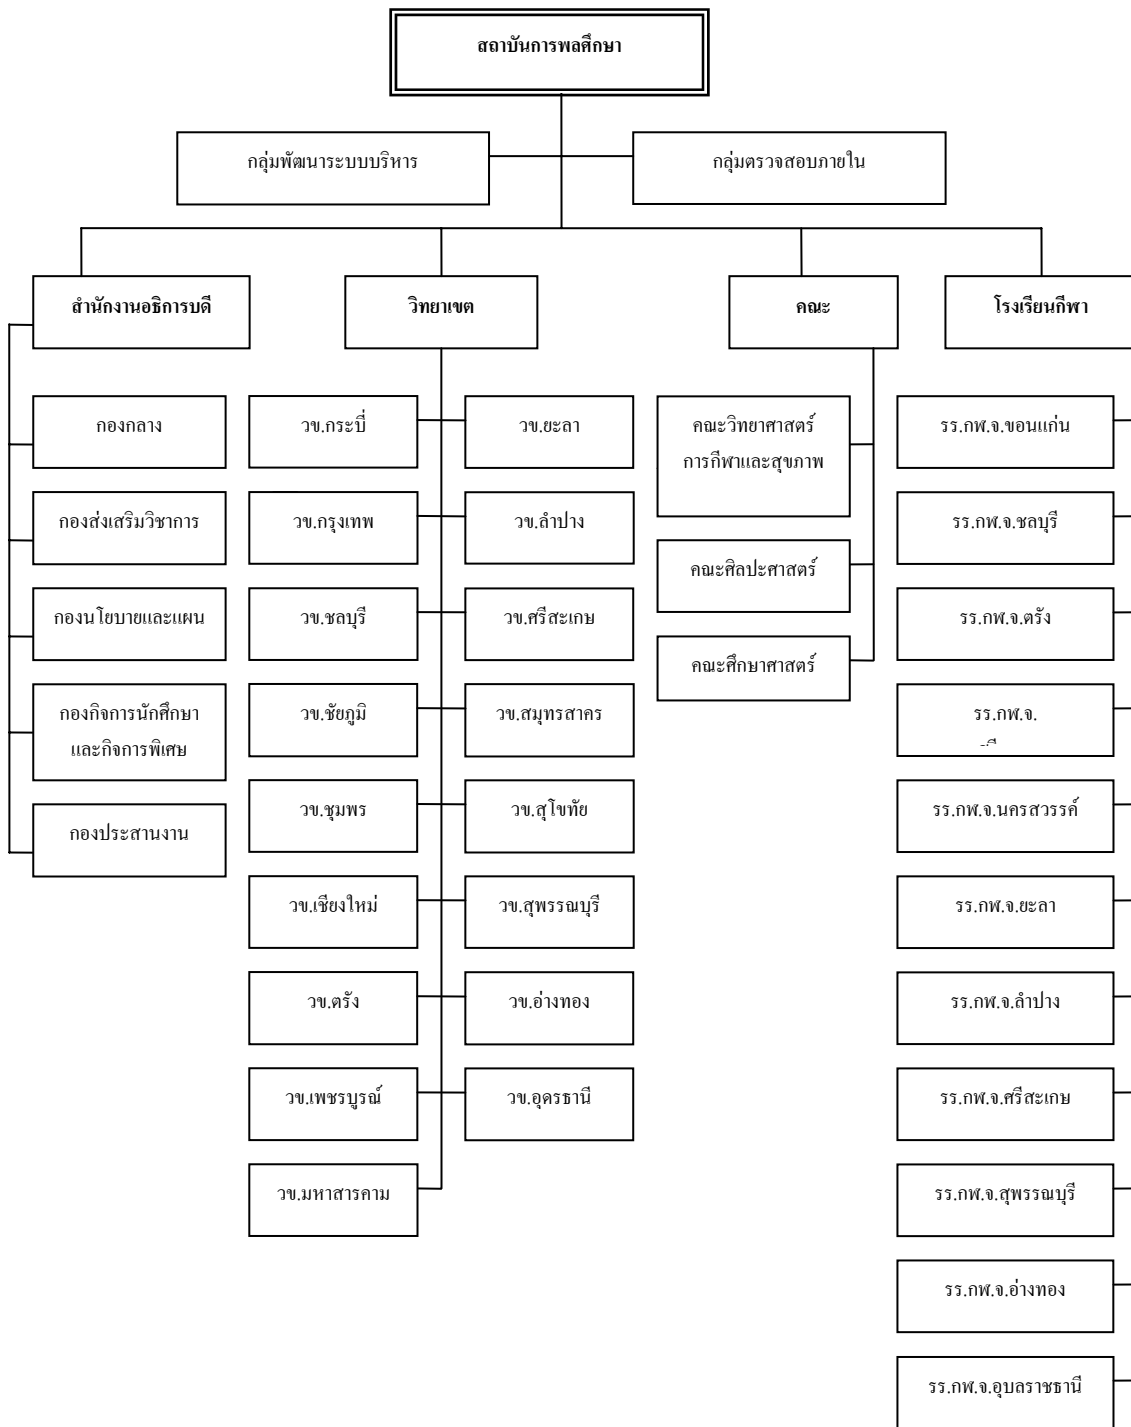 สถาบันการพลศึกษา
กลุ่มพัฒนาระบบบริหาร
กลุ่มตรวจสอบภายใน
สำนักงานอธิการบดี
วิทยาเขต
คณะ
โรงเรียนกีฬา
กองกลาง
กองส่งเสริมวิชาการ
กองนโยบายและแผน
กองกิจการนักศึกษา
และกิจการพิเศษ
กองประสานงาน
วข.กระบี่
วข.กรุงเทพ
วข.ชลบุรี
วข.ชัยภูมิ
วข.ชุมพร
วข.เชียงใหม่
วข.ตรัง
วข.เพชรบูรณ์
วข.มหาสารคาม
วข.ยะลา
วข.ลำปาง
วข.ศรีสะเกษ
วข.สมุทรสาคร
วข.สุโขทัย
วข.สุพรรณบุรี
วข.อ่างทอง
วข.อุดรธานี
คณะวิทยาศาสตร์
การกีฬาและสุขภาพ
คณะศิลปะศาสตร์
คณะศึกษาศาสตร์
รร.กฬ.จ.ขอนแก่น
รร.กฬ.จ.ชลบุรี
รร.กฬ.จ.ตรัง
รร.กฬ.จ.
รร.กฬ.จ.นครสวรรค์
รร.กฬ.จ.ยะลา
รร.กฬ.จ.ลำปาง
รร.กฬ.จ.ศรีสะเกษ
รร.กฬ.จ.สุพรรณบุรี
รร.กฬ.จ.อ่างทอง
รร.กฬ.จ.อุบลราชธานี